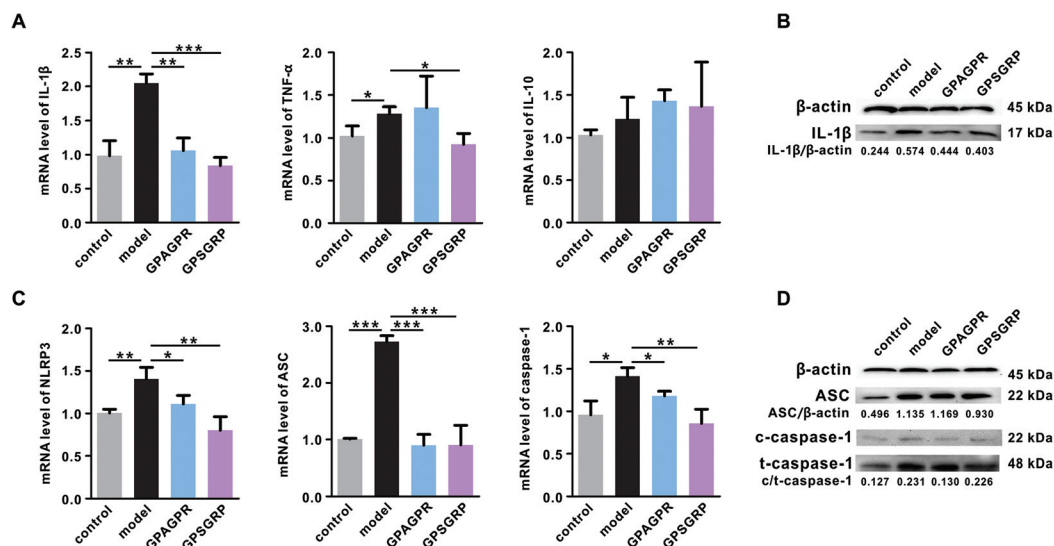 A
mRNA level of IL-1β
2.5
2.0
1.5
1.0
0.5
0.0
** ** ***
control model GPAGPR GPSGRP
mRNA level of TNF-α
2.0
1.5
1.0
0.5
0.0
* *
control model GPAGPR GPSGRP
mRNA level of IL-10
2.0
1.5
1.0
0.5
0.0
control model GPAGPR GPSGRP
B
control model GPAGPR GPSGRP
β-actin 45 kDa
IL-1β 17 kDa
IL-1β/β-actin 0.244 0.574 0.444 0.403
C
mRNA level of NLRP3
2.0
1.5
1.0
0.5
0.0
** * **
control model GPAGPR GPSGRP
mRNA level of ASC
3.0
2.0
1.0
0.0
*** *** ***
control model GPAGPR GPSGRP
mRNA level of caspase-1
2.0
1.5
1.0
0.5
0.0
* * **
control model GPAGPR GPSGRP
D
control model GPAGPR GPSGRP
β-actin 45 kDa
ASC 22 kDa
ASC/β-actin
0.496 1.135 1.169 0.930
c-caspase-1 22 kDa
t-caspase-1 48 kDa
c/t-caspase-1 0.127 0.231 0.130 0.226